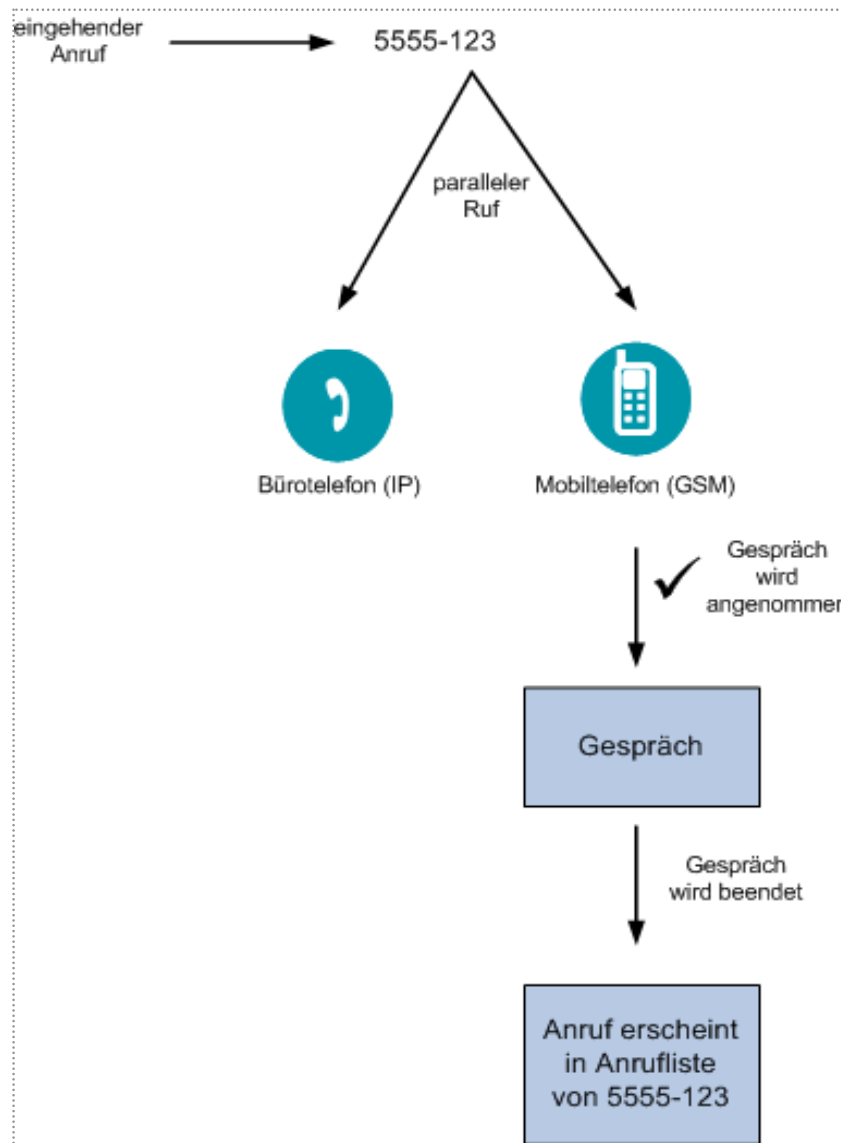 eingehender
Anruf
5555-123
paralleler
Ruf
Bürotelefon (IP)
Mobiltelefon (GSM)
Gespräch
wird
angenommen
Gespräch
Gespräch
wird beendet
Anruf erscheint
in Anrufliste
von 5555-123